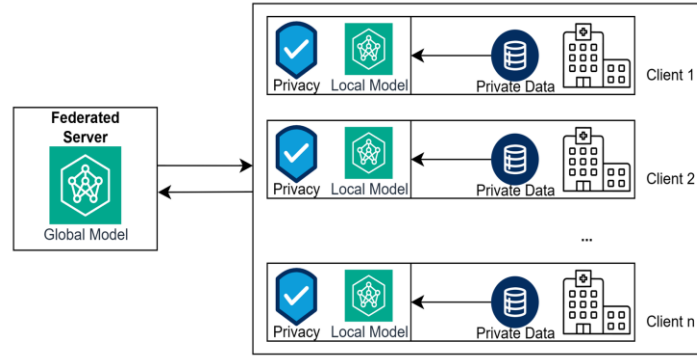 Federated
Server
Global Model
Privacy Local Model Private Data
Client 1
Privacy Local Model Private Data
Client 2
...
Privacy Local Model Private Data
Client n